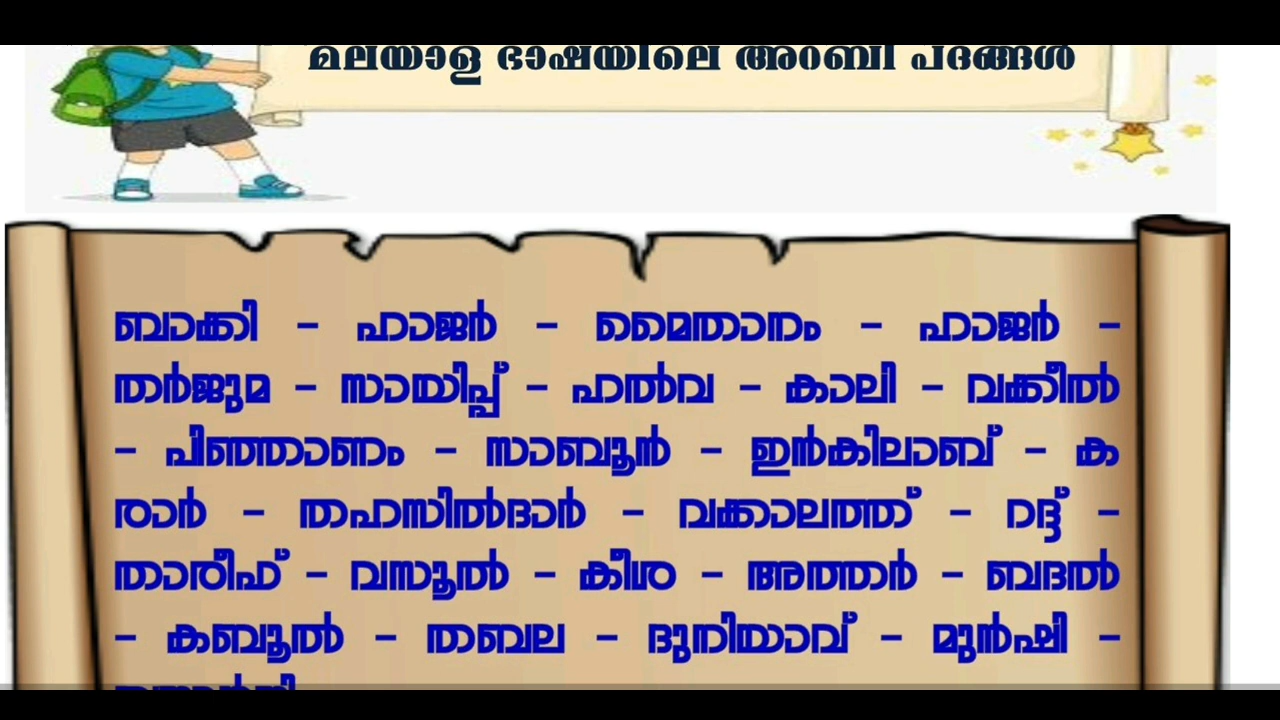 മലയാള ഭാഷയിലെ അറബി പദങ്ങൾ
ബാക്കി - ഹാജർ - മൈതാനം - ഹാജർ -
തർജുമ - സായിപ്പ് - ഹൽവ - കാലി - വക്കീൽ
- പിഞ്ഞാണം - സാബൂൻ - ഇൻകിലാബ് - ക
രാർ - തഹസിൽദാർ - വക്കാലത്ത് - റദ്ദ് -
താരീഫ് - വസൂൽ - കീശ - അത്തർ - ബദൽ
- കബൂൽ - തബല - ദുനിയാവ് - മുൻഷി -